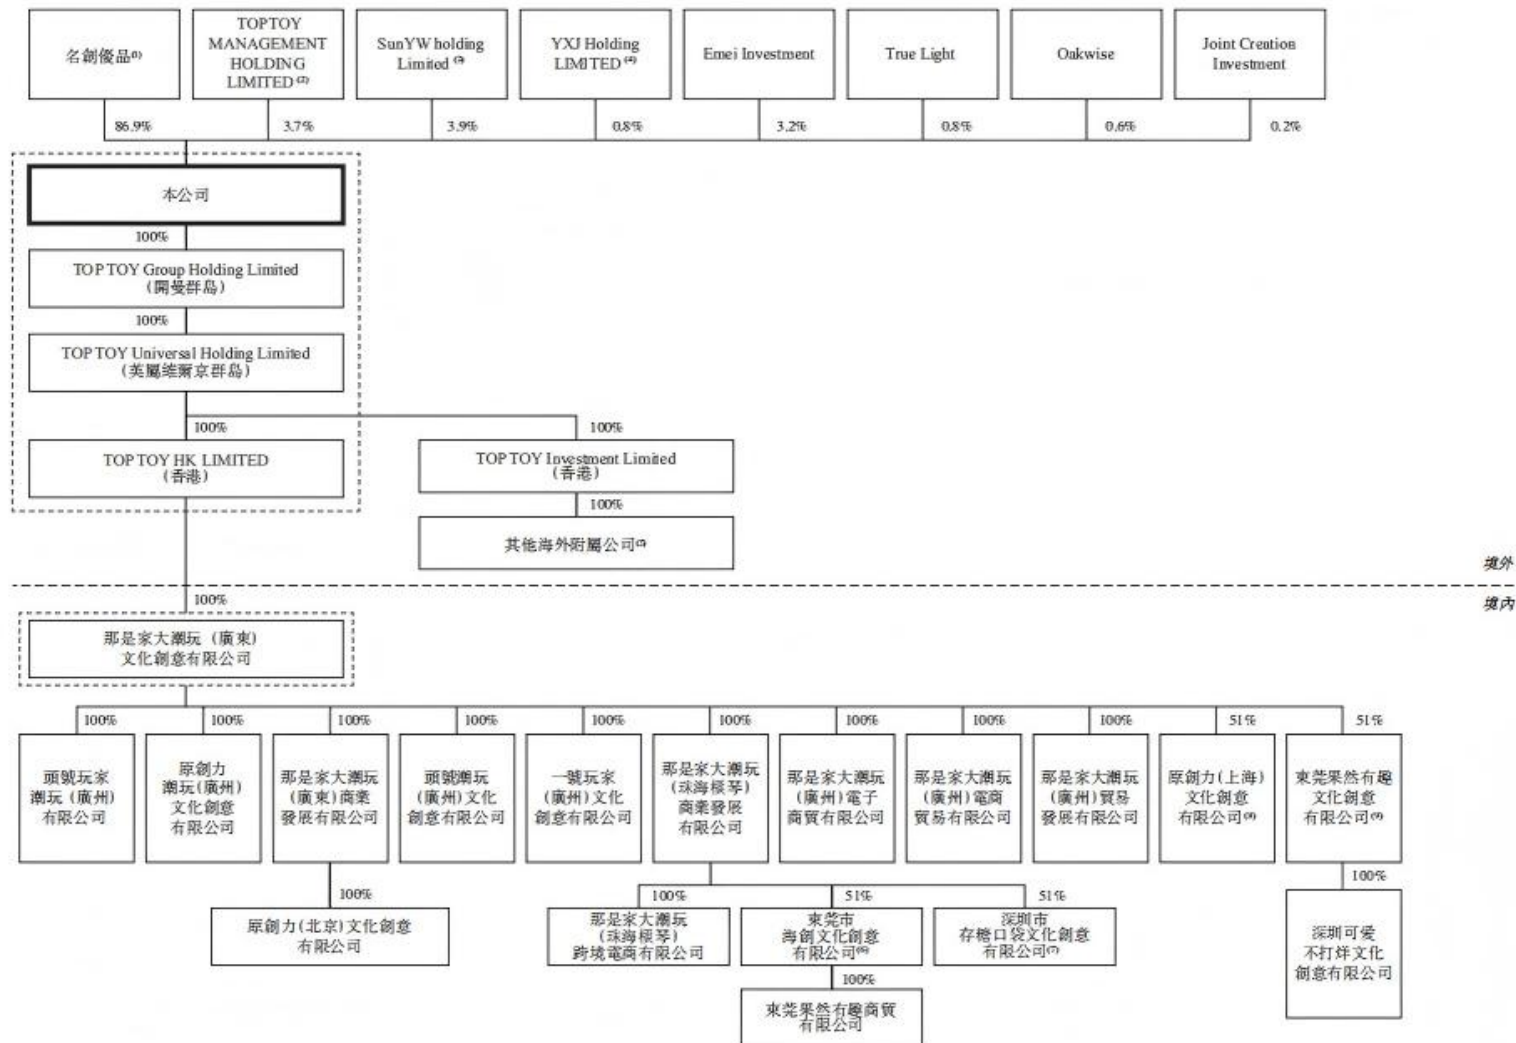 名創優品⁽¹⁾
TOPTOY
MANAGEMENT
HOLDING
LIMITED⁽²⁾
SunYW holding
Limited⁽³⁾
YXJ Holding
LIMITED⁽⁴⁾
Emei Investment
True Light
Oakwise
Joint Creation
Investment
86.9%
3.7%
3.9%
0.8%
3.2%
0.8%
0.6%
0.2%
本公司
100%
TOP TOY Group Holding Limited
(開曼群島)
100%
TOP TOY Universal Holding Limited
(英屬維爾京群島)
100%
100%
TOP TOY HK LIMITED
(香港)
TOP TOY Investment Limited
(香港)
100%
其他海外附屬公司⁽⁵⁾
境外
100%
境內
那是家大潮玩 (廣東)
文化創意有限公司
100%
100%
100%
100%
100%
100%
100%
100%
100%
51%
51%
頭號玩家
潮玩 (廣州)
有限公司
原創力
潮玩(廣州)
文化創意
有限公司
那是家大潮玩
(廣東)商業
發展有限公司
頭號潮玩
(廣州)文化
創意有限公司
一號玩家
(廣州)文化
創意有限公司
那是家大潮玩
(珠海橫琴)
商業發展
有限公司
那是家大潮玩
(廣州)電子
商貿有限公司
那是家大潮玩
(廣州)電商
貿易有限公司
那是家大潮玩
(廣州)貿易
發展有限公司
原創力(上海)
文化創意
有限公司⁽⁸⁾
東莞果然有趣
文化創意
有限公司⁽⁹⁾
100%
100%
51%
51%
100%
原創力(北京)文化創意
有限公司
那是家大潮玩
(珠海橫琴)
跨境電商有限公司
東莞市
海創文化創意
有限公司⁽⁶⁾
深圳市
存檔口袋文化創意
有限公司⁽⁷⁾
深圳可爱
不打烊文化
創意有限公司
100%
東莞果然有趣商貿
有限公司